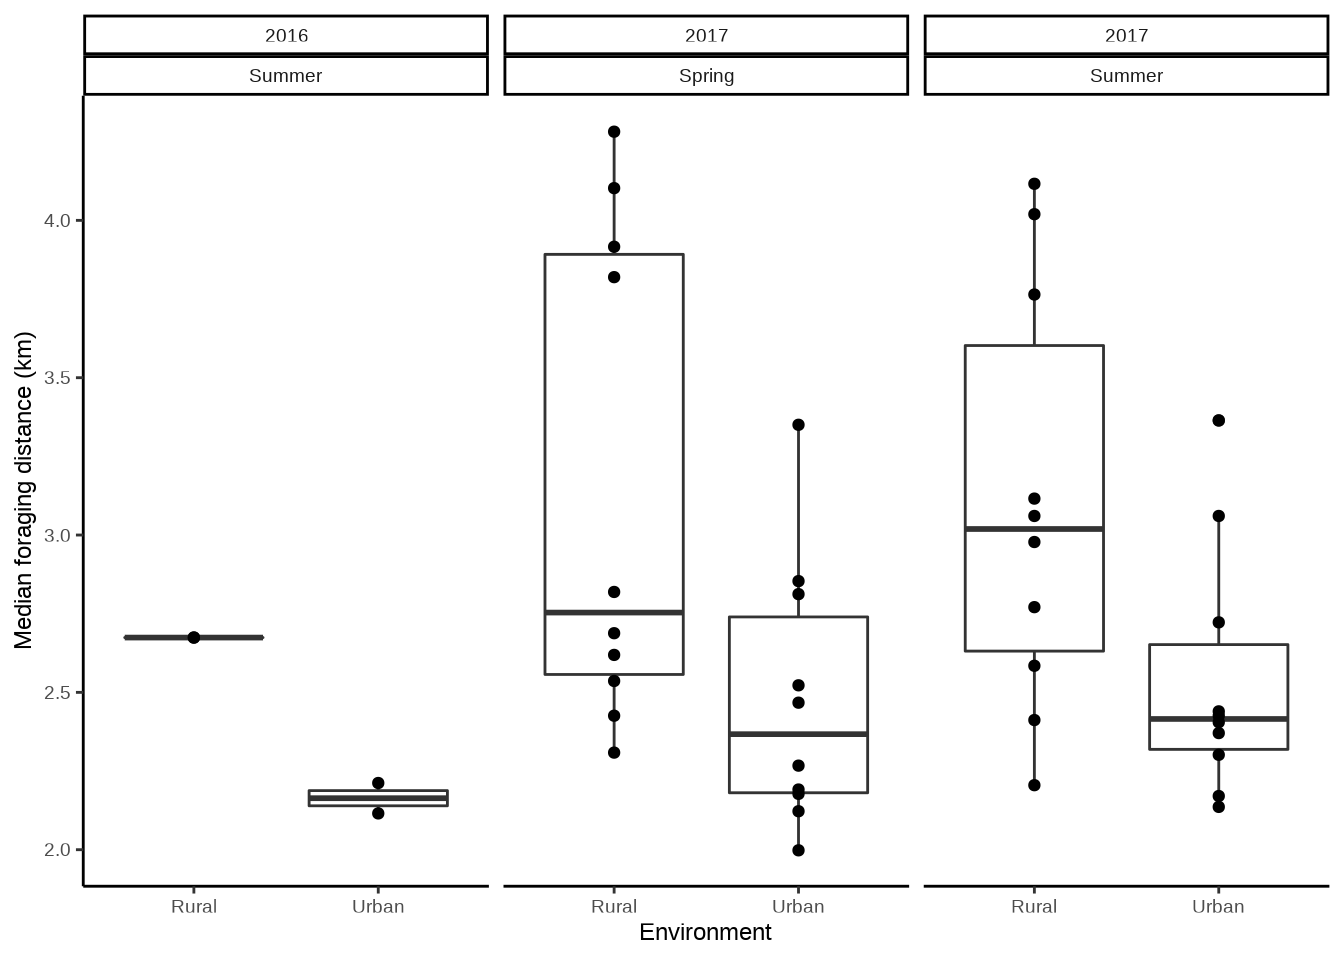 2016 2017 2017
Summer Spring Summer
4.0
3.5
3.0
2.5
2.0
Median foraging distance (km)
Rural Urban Rural Urban Rural Urban
Environment